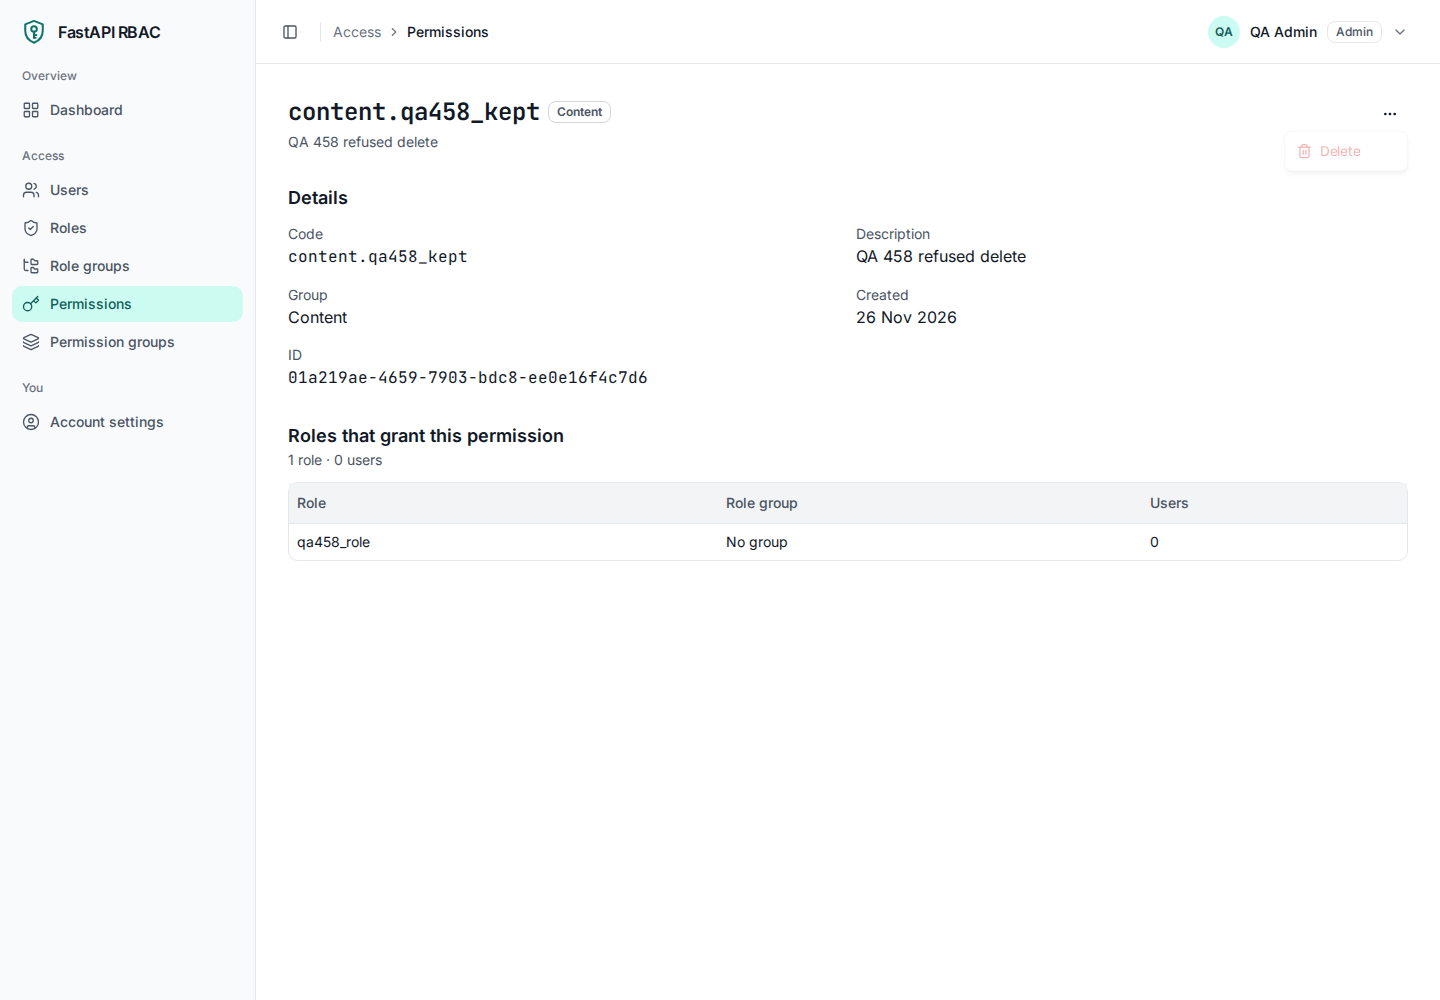 FastAPI RBAC
Overview
Dashboard
Access
Users
Roles
Role groups
Permissions
Permission groups
You
Account settings
Access > Permissions
QA QA Admin Admin
content.qa458_kept Content
QA 458 refused delete
Delete
Details
Code
content.qa458_kept
Description
QA 458 refused delete
Group
Content
Created
26 Nov 2026
ID
01a219ae-4659-7903-bdc8-ee0e16f4c7d6
Roles that grant this permission
1 role · 0 users
Role Role group Users
qa458_role No group 0